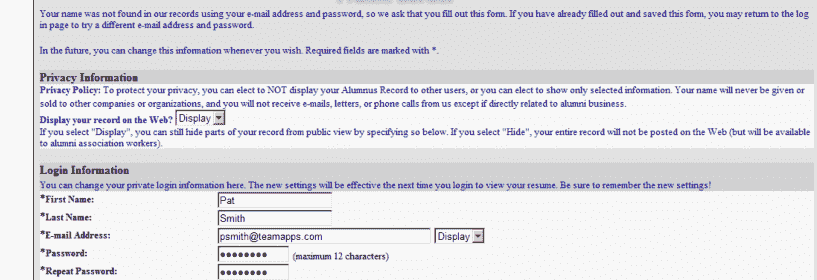 Your name was not found in our records using your e-mail address and password, so we ask that you fill out this form. If you have already filled out and saved this form, you may return to the log
in page to try a different e-mail address and password.
In the future, you can change this information whenever you wish. Required fields are marked with *.
Privacy Information
Privacy Policy: To protect your privacy, you can elect to NOT display your Alumnus Record to other users, or you can elect to show only selected information. Your name will never be given or
sold to other companies or organizations, and you will not receive e-mails, letters, or phone calls from us except if directly related to alumni business.
Display your record on the Web? Display
If you select "Display", you can still hide parts of your record from public view by specifying so below. If you select "Hide", your entire record will not be posted on the Web (but will be available
to alumni association workers).
Login Information
You can change your private login information here. The new settings will be effective the next time you login to view your resume. Be sure to remember the new settings!
*First Name: Pat
*Last Name: Smith
*E-mail Address: psmith@teamapps.com Display
*Password: ●●●●●●●● (maximum 12 characters)
*Repeat Password: ●●●●●●●●